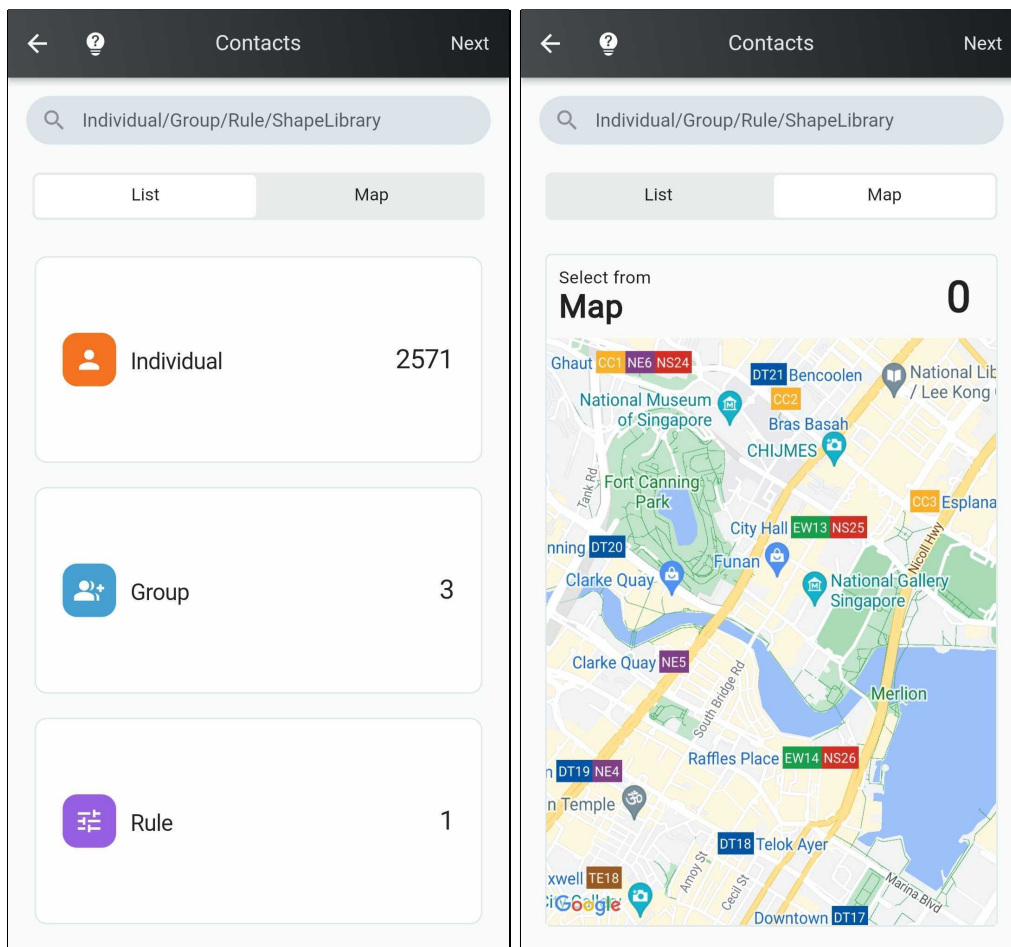 Contacts
Next
Individual/Group/Rule/ShapeLibrary
List
Map
Individual
2571
Group
3
Rule
1
Contacts
Next
Individual/Group/Rule/ShapeLibrary
List
Map
Select from
Map
0
Ghaut CC1 NE6 NS24
DT21 Bencoolen
National Lib
/ Lee Kong
CC2
National Museum
of Singapore
Bras Basah
CHIJMES
Tank Rd
Fort Canning
Park
CC3 Esplana
City Hall EW13 NS25
Nicoll Hwy
nning DT20
Funan
Clarke Quay
National Gallery
Singapore
Clarke Quay NE5
South Bridge Rd
Merlion
Raffles Place EW14 NS26
n DT19 NE4
n Temple
DT18 Telok Ayer
Amoy St
Cecil St
xwell TE18
Marina Blvd
Google
Downtown DT17